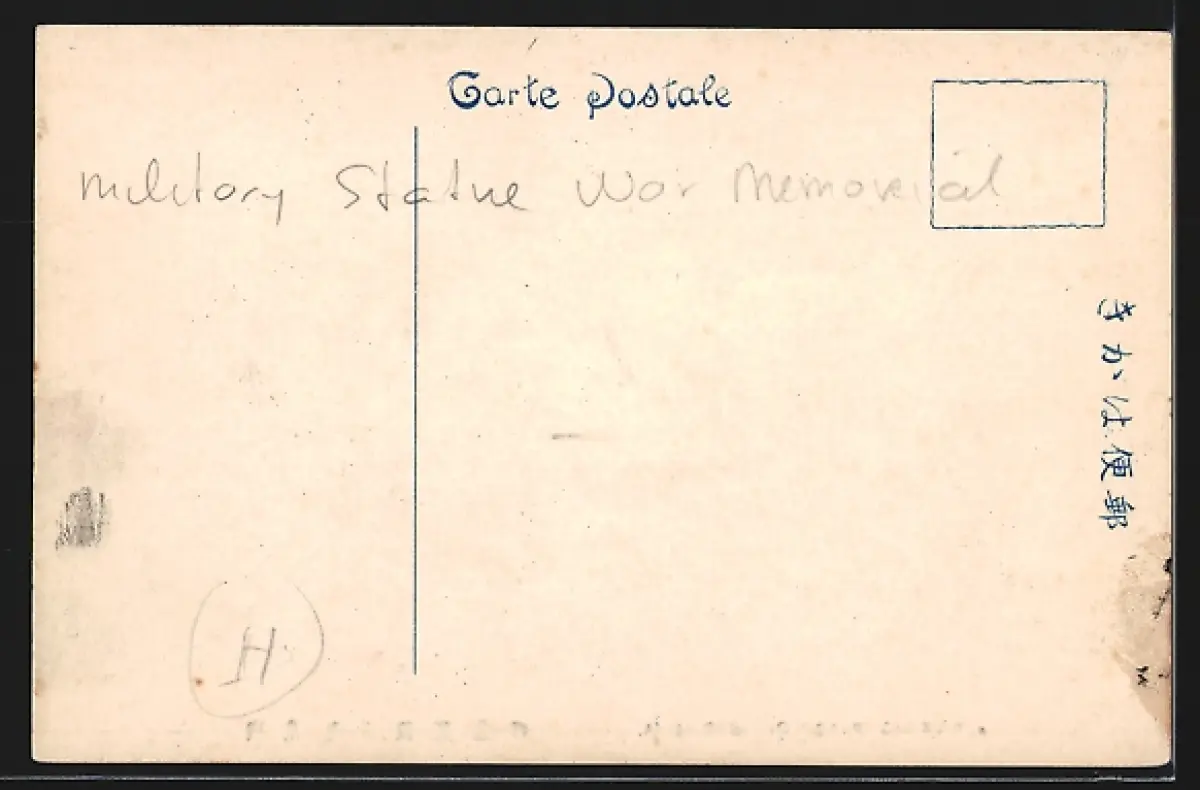 Carte Postale
Military Statue War Memorial
きかは便郵
H